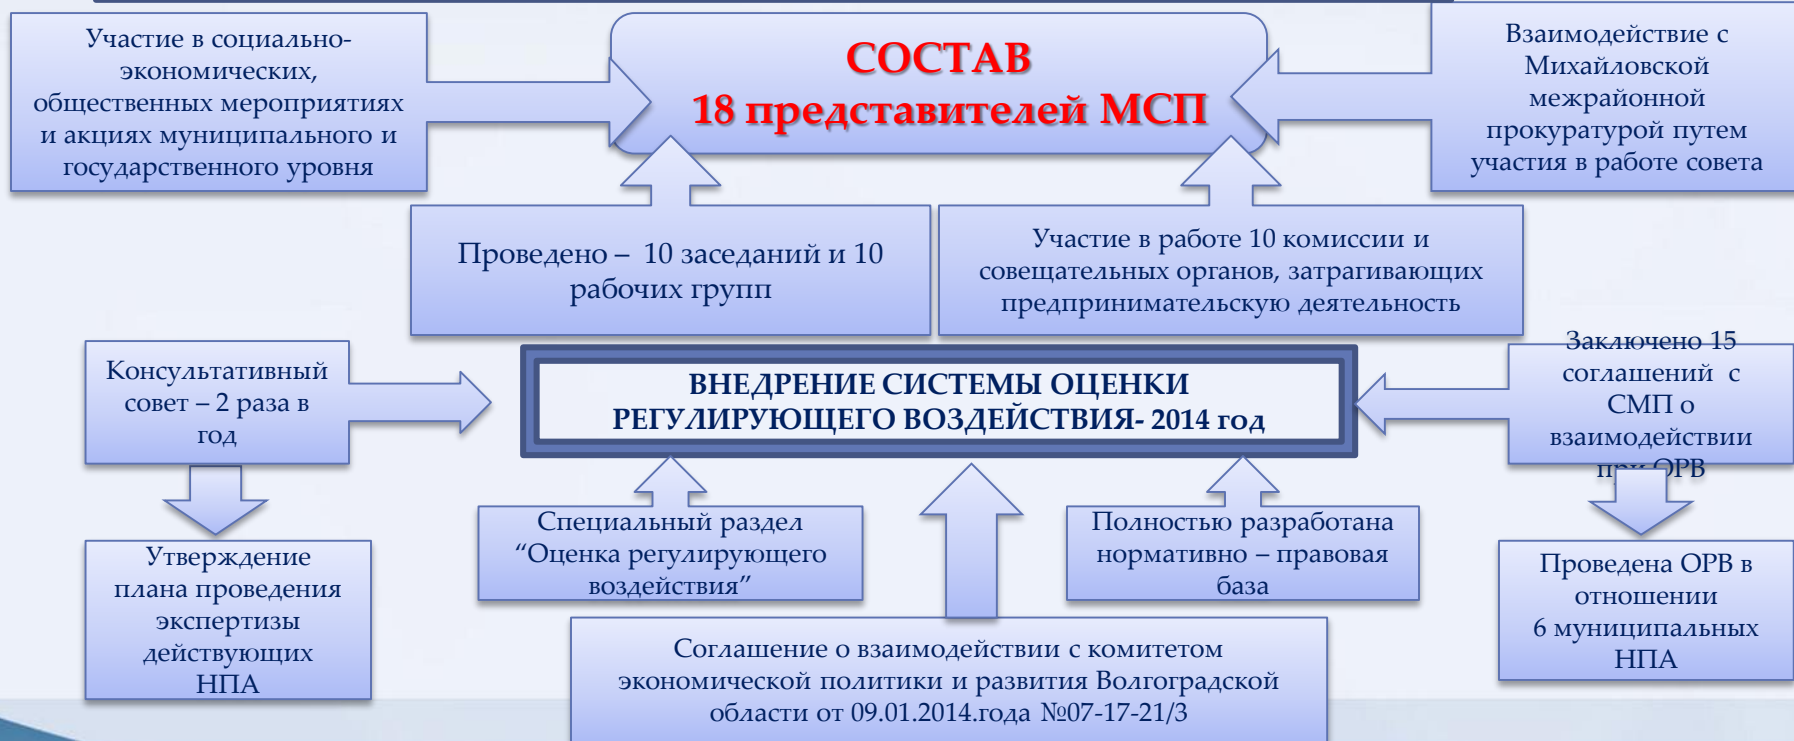 Участие в социально-
экономических,
общественных мероприятиях
и акциях муниципального и
государственного уровня
СОСТАВ
18 представителей МСП
Взаимодействие с
Михайловской
межрайонной
прокуратурой путем
участия в работе совета
Проведено – 10 заседаний и 10
рабочих групп
Участие в работе 10 комиссии и
совещательных органов, затрагивающих
предпринимательскую деятельность
Консультативный
совет – 2 раза в
год
ВНЕДРЕНИЕ СИСТЕМЫ ОЦЕНКИ
РЕГУЛИРУЮЩЕГО ВОЗДЕЙСТВИЯ- 2014 год
Заключено 15
соглашений с
СМП о
взаимодействии
при ОРВ
Утверждение
плана проведения
экспертизы
действующих
НПА
Специальный раздел
“Оценка регулирующего
воздействия”
Полностью разработана
нормативно – правовая
база
Проведена ОРВ в
отношении
6 муниципальных
НПА
Соглашение о взаимодействии с комитетом
экономической политики и развития Волгоградской
области от 09.01.2014.года №07-17-21/3